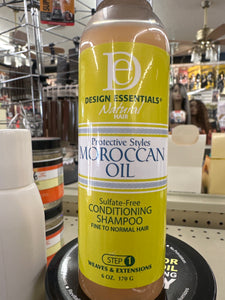 DE
DESIGN ESSENTIALS®
Natural
HAIR
Protective Styles
MOROCCAN
OIL
Sulfate-Free
CONDITIONING
SHAMPOO
FINE TO NORMAL HAIR
STEP 1
WEAVES & EXTENSIONS
6 OZ. 170 G